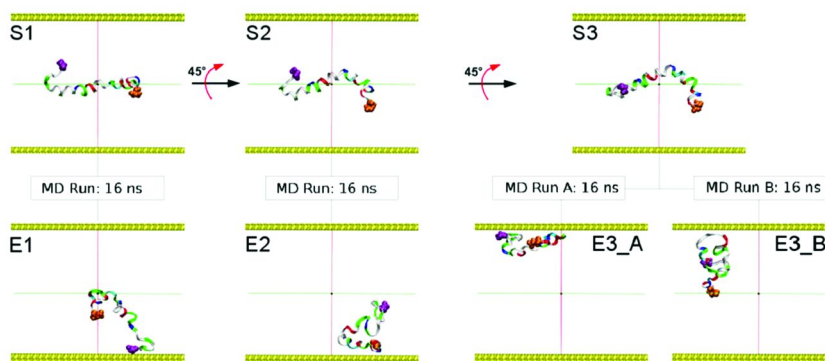 S1
S2
S3
45°
45°
MD Run: 16 ns
MD Run: 16 ns
MD Run A: 16 ns
MD Run B: 16 ns
E1
E2
E3_A
E3_B